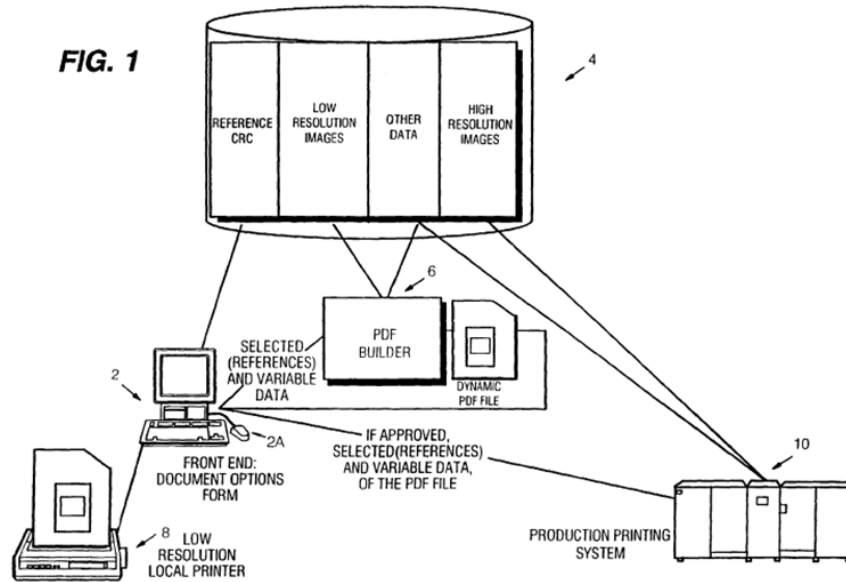 FIG. 1
4
REFERENCE
CRC
LOW
RESOLUTION
IMAGES
OTHER
DATA
HIGH
RESOLUTION
IMAGES
6
PDF
BUILDER
DYNAMIC
PDF FILE
SELECTED
(REFERENCES)
AND VARIABLE
DATA
2
2A
FRONT END:
DOCUMENT OPTIONS
FORM
IF APPROVED,
SELECTED(REFERENCES)
AND VARIABLE DATA,
OF THE PDF FILE
10
PRODUCTION PRINTING
SYSTEM
8
LOW
RESOLUTION
LOCAL PRINTER